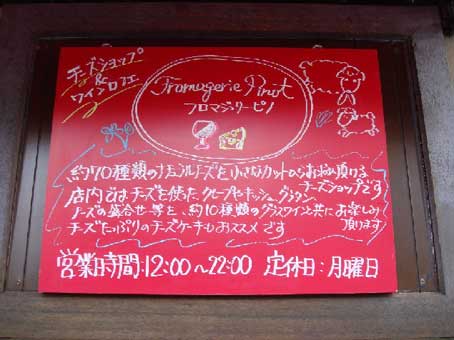 チーズショップ
&
ワインカフェ
Fromagerie Pinot
フロマジュリーピノ
約70種類のナチュラルチーズを小さなカットからお求め頂ける
チーズショップです
店内ではチーズを使った、クレープやキッシュ、グラタン
チーズの盛合せ等を、約10種類のグラスワインと共にお楽しみ
頂けます
チーズたっぷりのチーズケーキもおススメです
営業時間:12:00〜22:00 定休日:月曜日